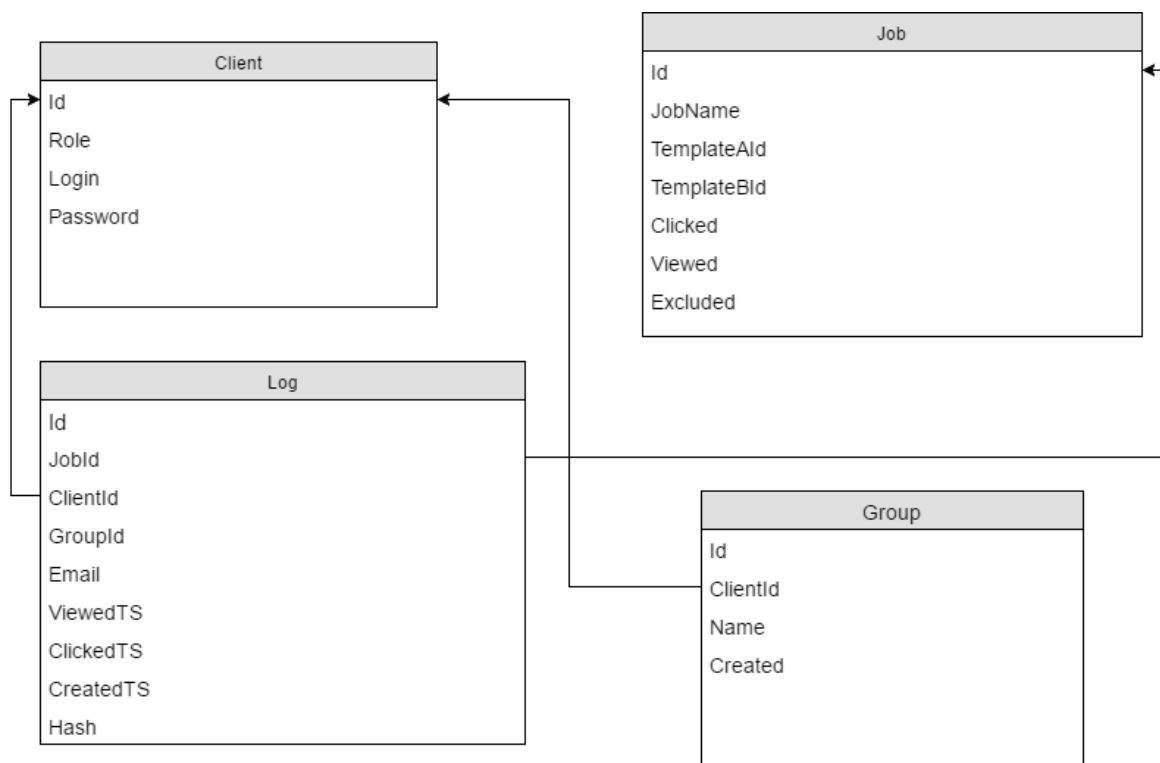 Client
Id
Role
Login
Password
Job
Id
JobName
TemplateAId
TemplateBId
Clicked
Viewed
Excluded
Log
Id
JobId
ClientId
GroupId
Email
ViewedTS
ClickedTS
CreatedTS
Hash
Group
Id
ClientId
Name
Created